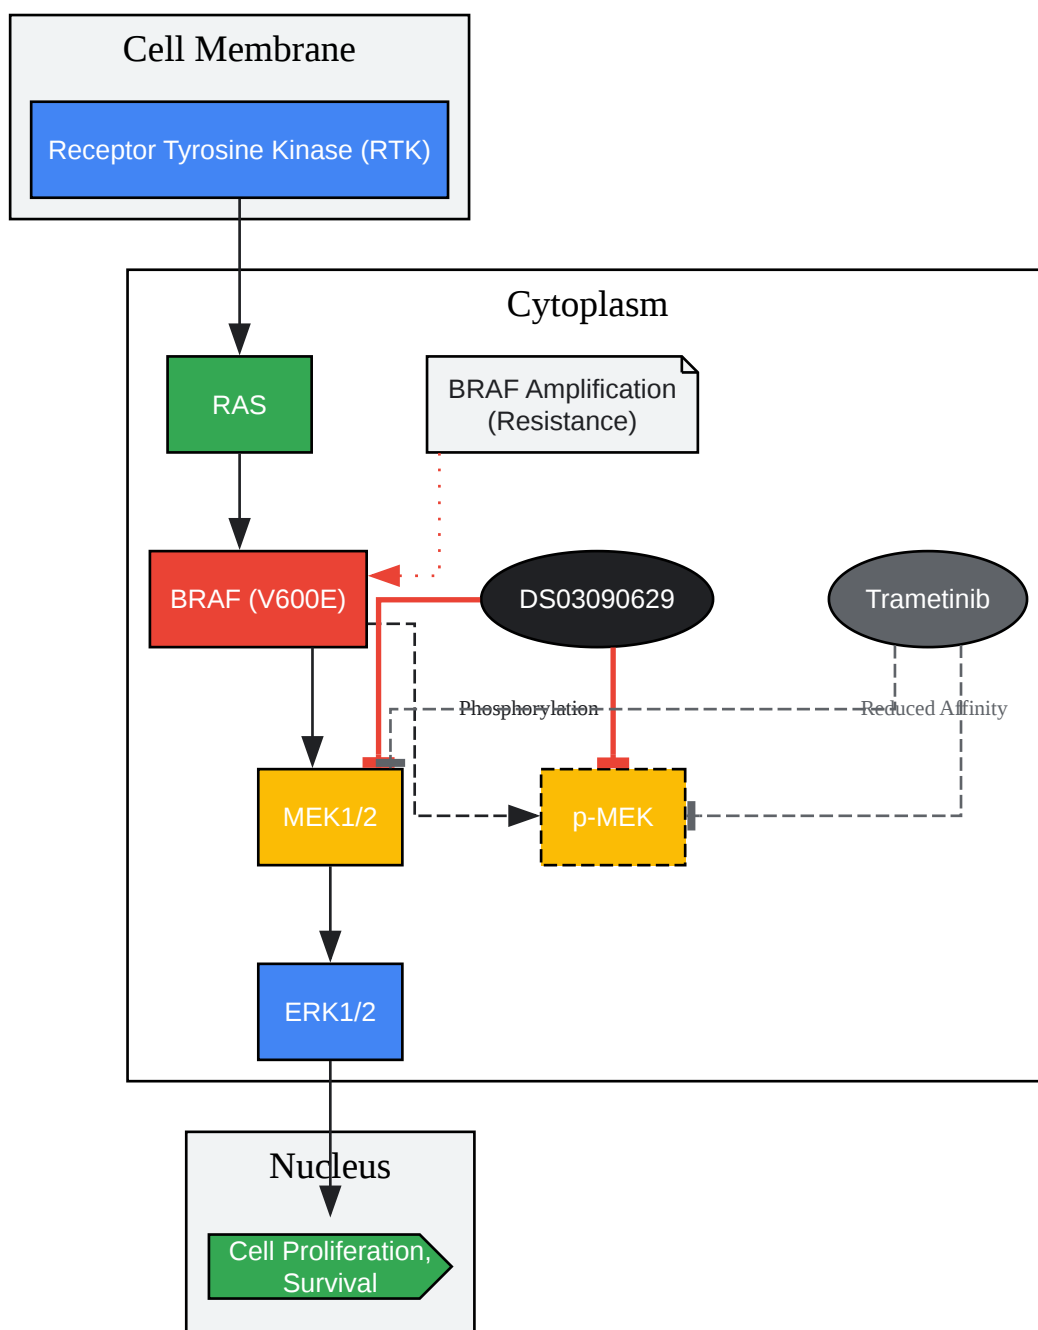 Cell Membrane
Receptor Tyrosine Kinase (RTK)
Cytoplasm
RAS
BRAF Amplification
(Resistance)
BRAF (V600E)
DS03090629
Trametinib
Phosphorylation
Reduced Affinity
MEK1/2
p-MEK
ERK1/2
Nucleus
Cell Proliferation,
Survival